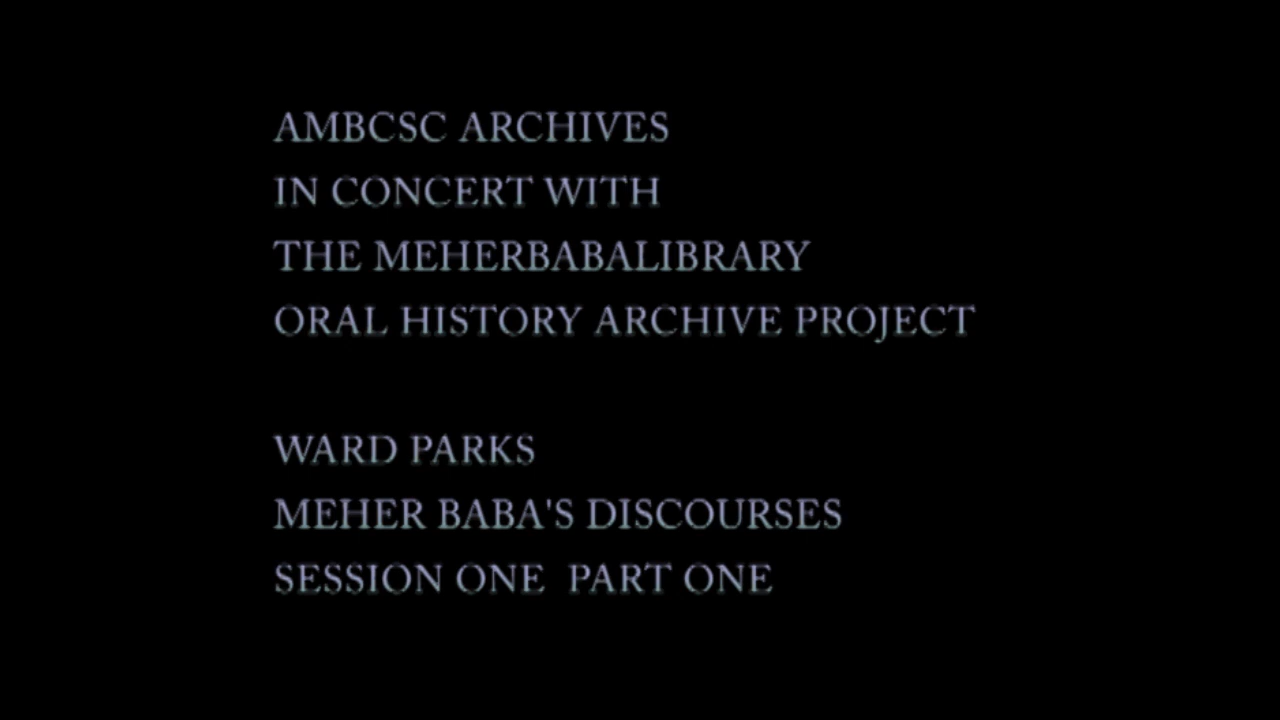 AMBCSC ARCHIVES
IN CONCERT WITH
THE MEHERBABALIBRARY
ORAL HISTORY ARCHIVE PROJECT
WARD PARKS
MEHER BABA'S DISCOURSES
SESSION ONE  PART ONE